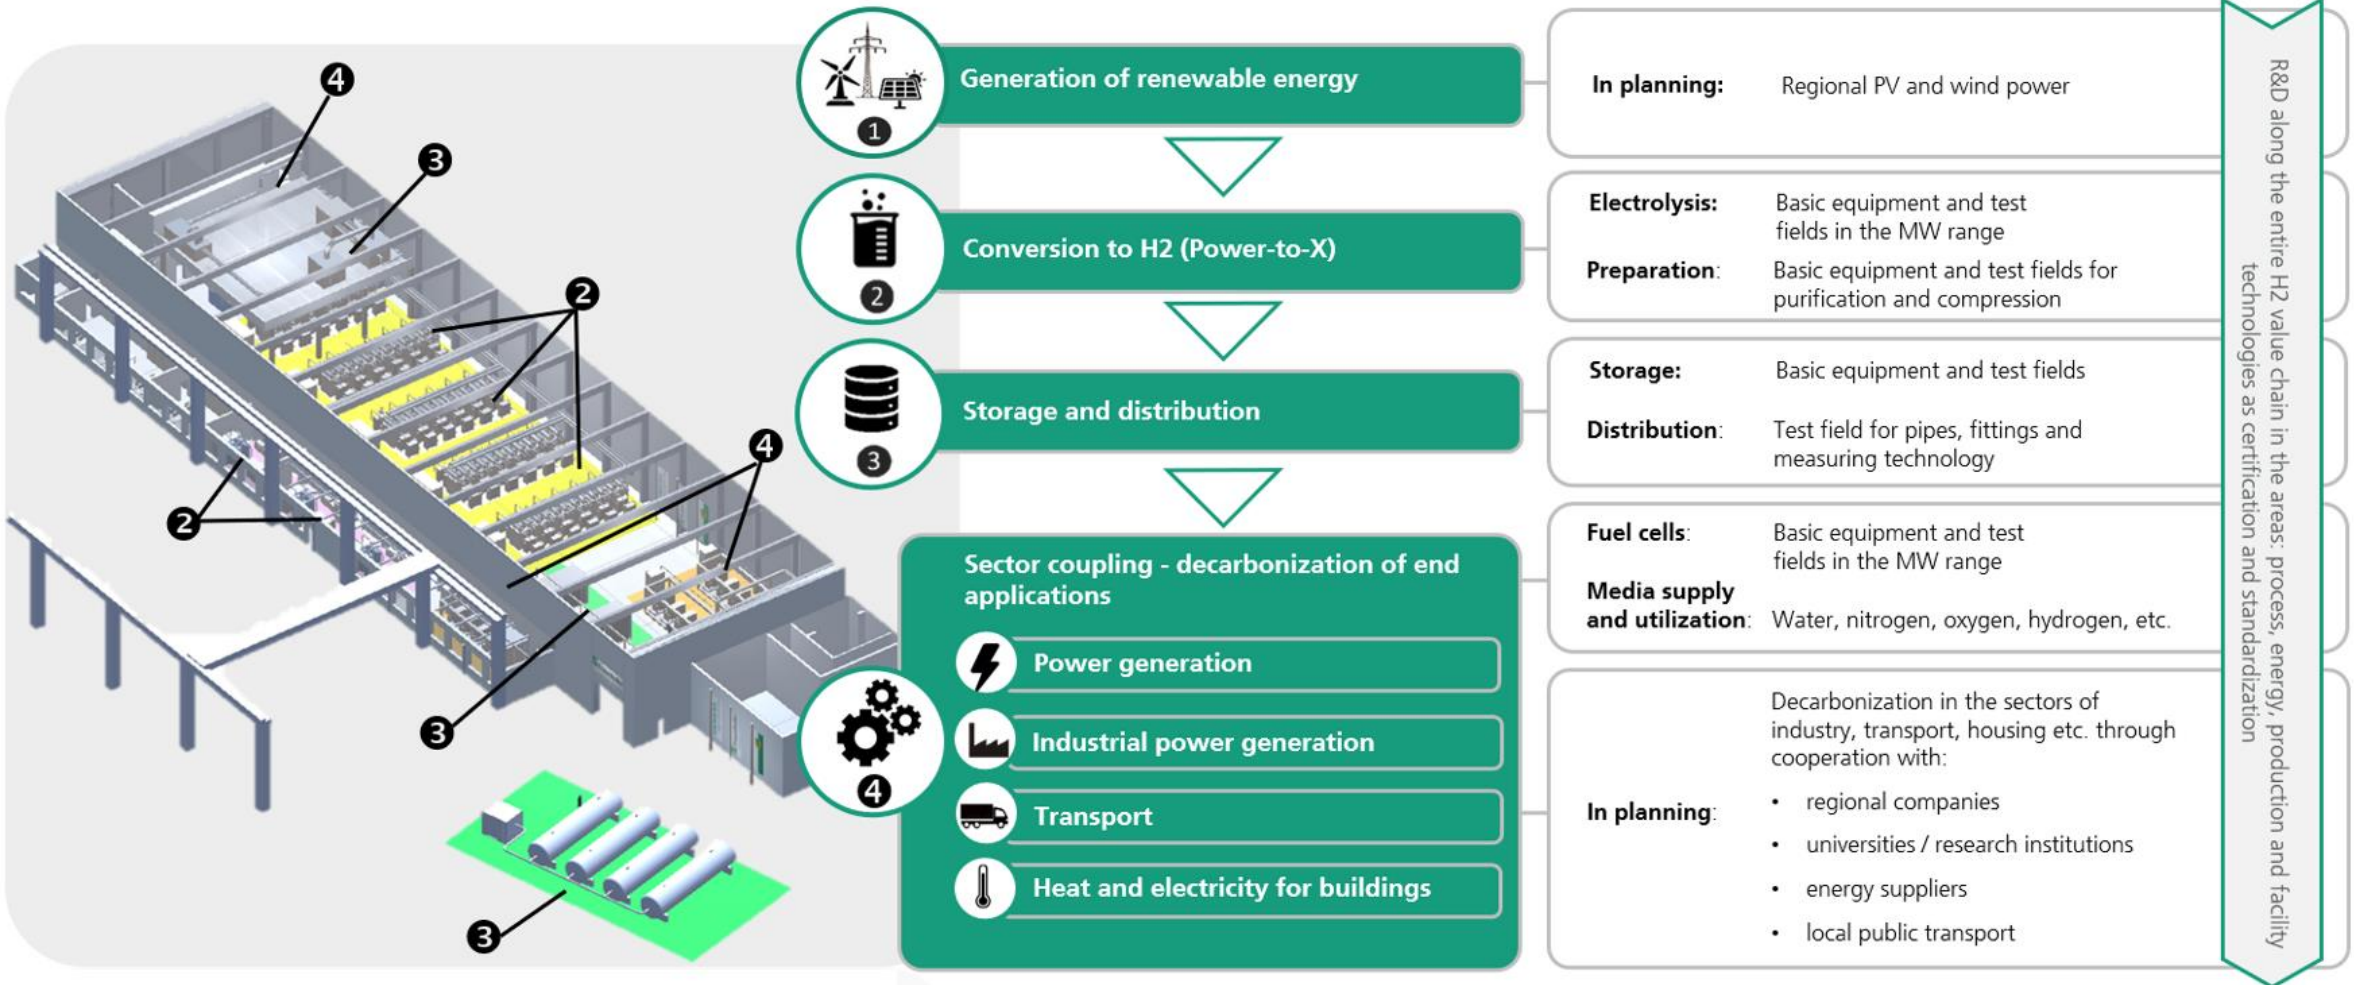 4
3
2
4
2
3
3
1
Generation of renewable energy
In planning: Regional PV and wind power
2
Conversion to H2 (Power-to-X)
Electrolysis: Basic equipment and test
fields in the MW range
Preparation: Basic equipment and test fields for
purification and compression
3
Storage and distribution
Storage: Basic equipment and test fields
Distribution: Test field for pipes, fittings and
measuring technology
4
Sector coupling - decarbonization of end
applications
Power generation
Industrial power generation
Transport
Heat and electricity for buildings
Fuel cells: Basic equipment and test
fields in the MW range
Media supply
and utilization: Water, nitrogen, oxygen, hydrogen, etc.
In planning:
Decarbonization in the sectors of
industry, transport, housing etc. through
cooperation with:
• regional companies
• universities / research institutions
• energy suppliers
• local public transport
R&D along the entire H2 value chain in the areas: process, energy, production and facility
technologies as certification and standardization